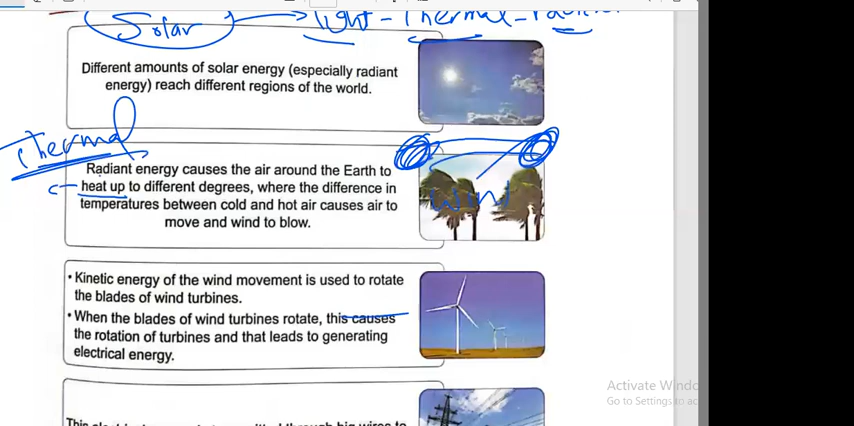 Solar Light - Thermal - radiant
Different amounts of solar energy (especially radiant
energy) reach different regions of the world.
Thermal
Radiant energy causes the air around the Earth to
heat up to different degrees, where the difference in
temperatures between cold and hot air causes air to
move and wind to blow.
wind
• Kinetic energy of the wind movement is used to rotate
the blades of wind turbines.
• When the blades of wind turbines rotate, this causes
the rotation of turbines and that leads to generating
electrical energy.
Activate Windo
Go to Settings to ac